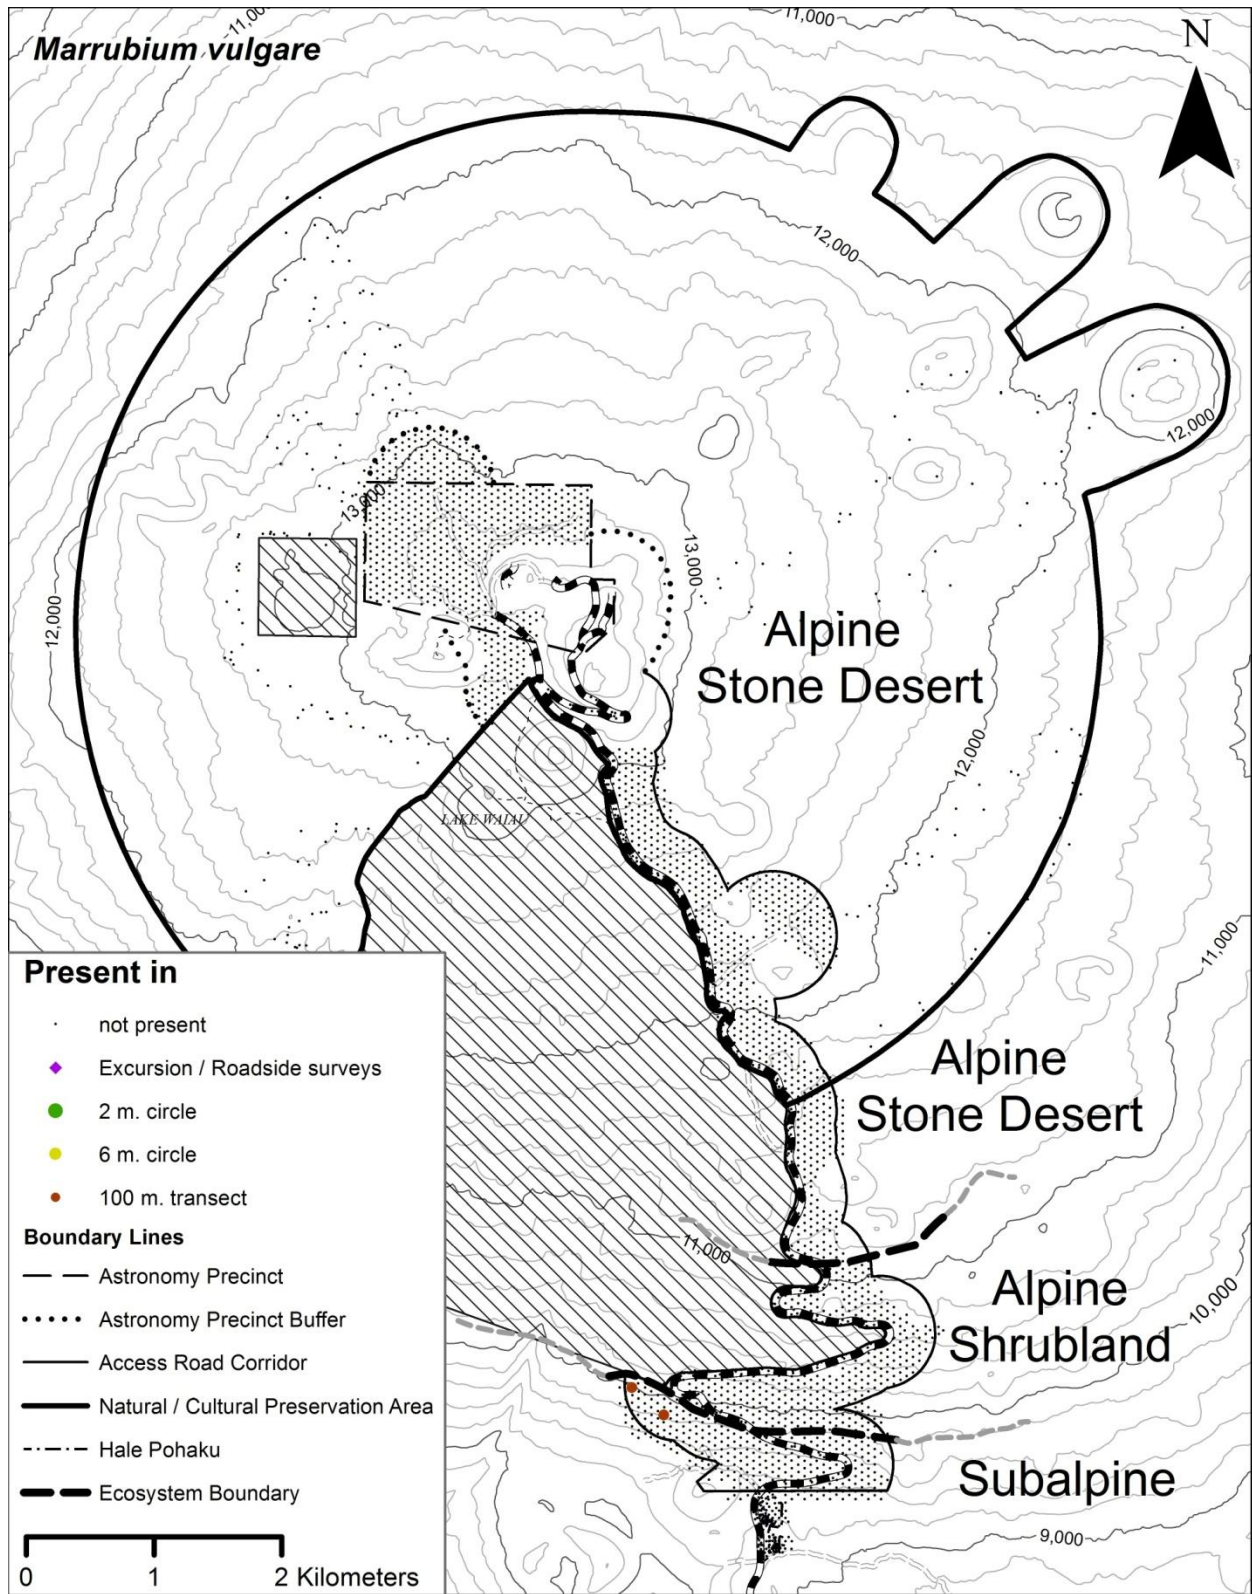 11,000
11,000
Marrubium vulgare
N
12,000
12,000
13,000
13,000
12,000
Alpine
Stone Desert
12,000
LAKE WAIAU
11,000
Present in
not present
Excursion / Roadside surveys
2 m. circle
6 m. circle
100 m. transect
Boundary Lines
Astronomy Precinct
Astronomy Precinct Buffer
Access Road Corridor
Natural / Cultural Preservation Area
Hale Pohaku
Ecosystem Boundary
0 1 2 Kilometers
Alpine
Stone Desert
11,000
Alpine
Shrubland
10,000
Subalpine
9,000